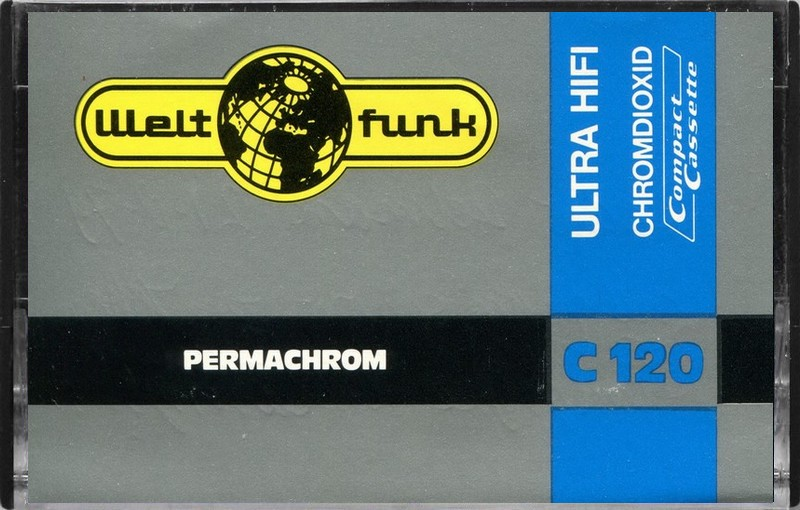 Welt funk
ULTRA HIFI
CHROMDIOXID
Compact
Cassette
PERMACHROM
C 120